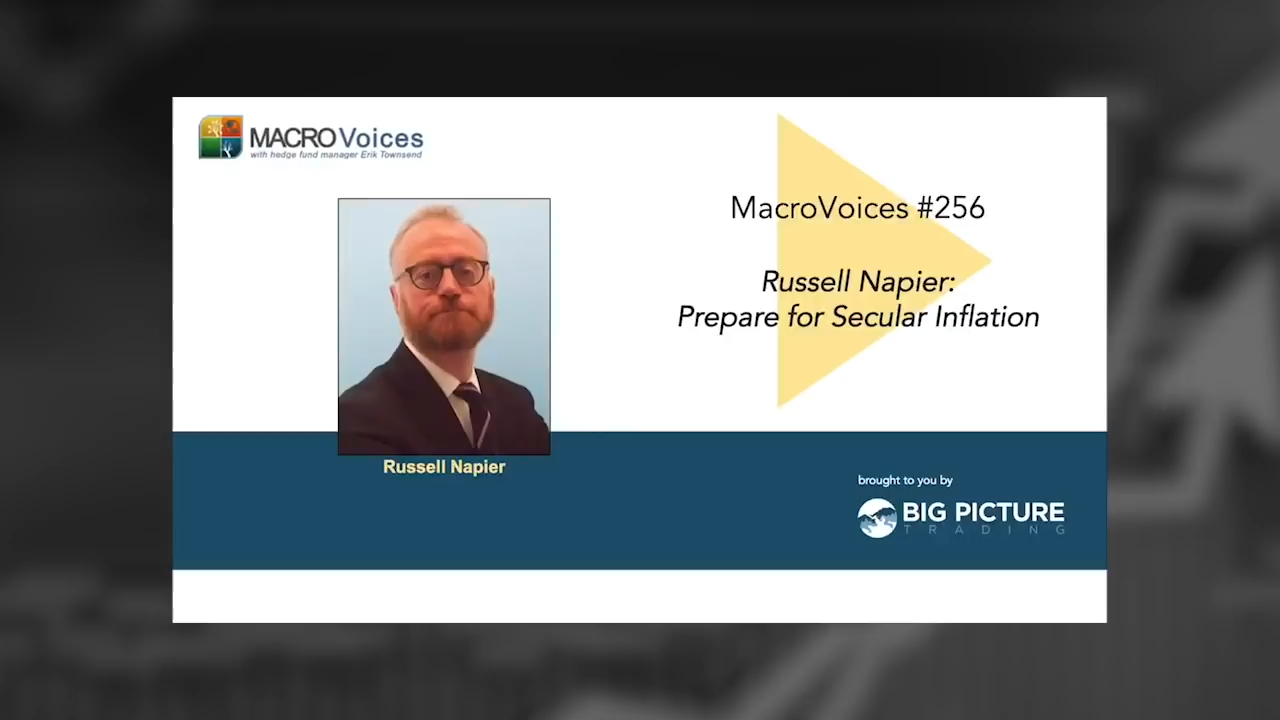 MACRO Voices
with hedge fund manager Erik Townsend
MacroVoices #256
Russell Napier:
Prepare for Secular Inflation
Russell Napier
brought to you by
BIG PICTURE
TRADING